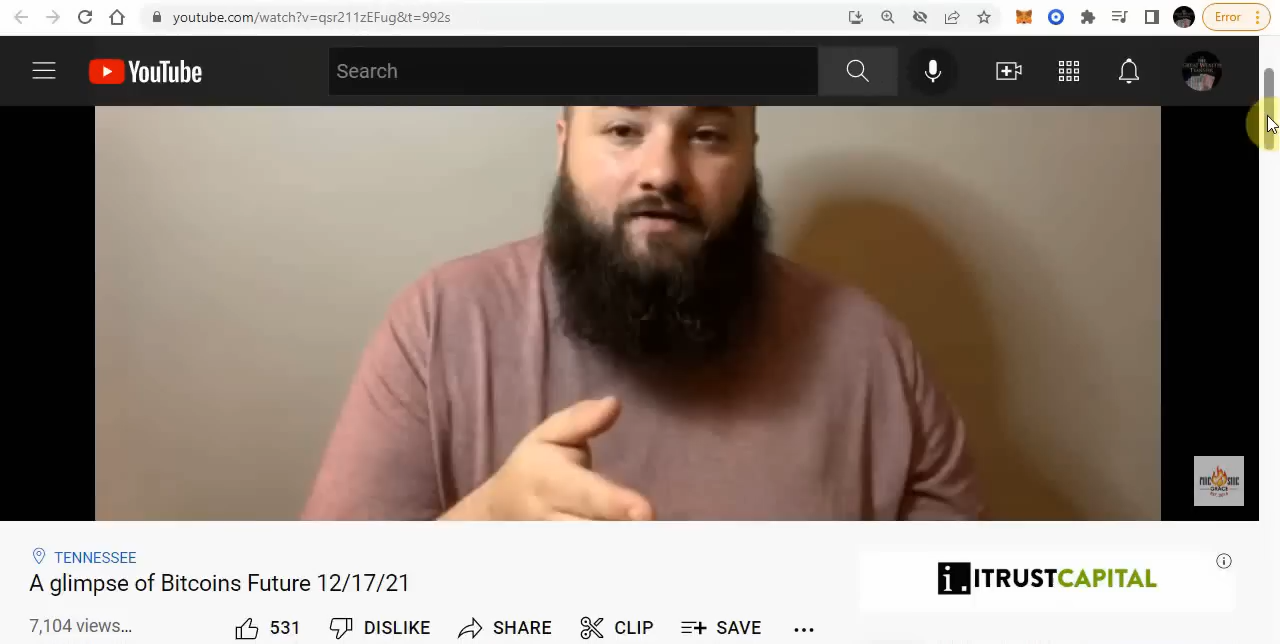 youtube.com/watch?v=qsr211zEFug&t=992s
Error
YouTube
Search
TENNESSEE
A glimpse of Bitcoins Future 12/17/21
7,104 views...
531
DISLIKE
SHARE
CLIP
SAVE
i. ITRUSTCAPITAL